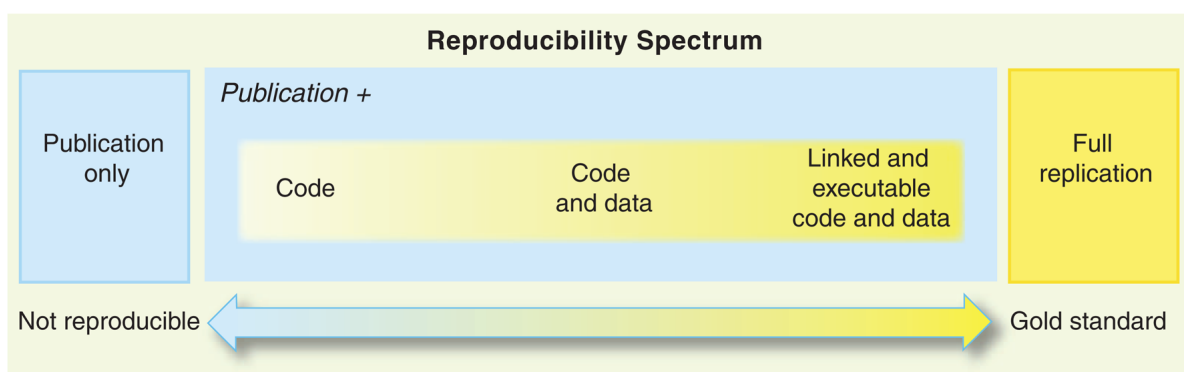 Reproducibility Spectrum
Publication
only
Publication +
Code
Code
and data
Linked and
executable
code and data
Full
replication
Not reproducible
Gold standard